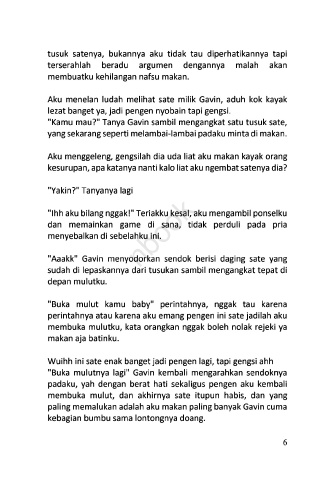 tusuk satenya, bukannya aku tidak tau diperhatikannya tapi
terserahlah beradu argumen dengannya malah akan
membuatku kehilangan nafsu makan.
Aku menelan ludah melihat sate milik Gavin, aduh kok kayak
lezat banget ya, jadi pengen nyobain tapi gengsi.
"Kamu mau?" Tanya Gavin sambil mengangkat satu tusuk sate,
yang sekarang seperti melambai-lambai padaku minta di makan.
Aku menggeleng, gengsilah dia uda liat aku makan kayak orang
kesurupan, apa katanya nanti kalo liat aku ngembat satenya dia?
"Yakin?" Tanyanya lagi
"Ihh aku bilang nggak!" Teriakku kesal, aku mengambil ponselku
dan memainkan game di sana, tidak perduli pada pria
menyebalkan di sebelahku ini.
"Aaakk" Gavin menyodorkan sendok berisi daging sate yang
sudah di lepaskannya dari tusukan sambil mengangkat tepat di
depan mulutku.
"Buka mulut kamu baby" perintahnya, nggak tau karena
perintahnya atau karena aku emang pengen ini sate jadilah aku
membuka mulutku, kata orangkan nggak boleh nolak rejeki ya
makan aja batinku.
Wuihh ini sate enak banget jadi pengen lagi, tapi gengsi ahh
"Buka mulutnya lagi" Gavin kembali mengarahkan sendoknya
padaku, yah dengan berat hati sekaligus pengen aku kembali
membuka mulut, dan akhirnya sate itupun habis, dan yang
paling memalukan adalah aku makan paling banyak Gavin cuma
kebagian bumbu sama lontongnya doang.
6